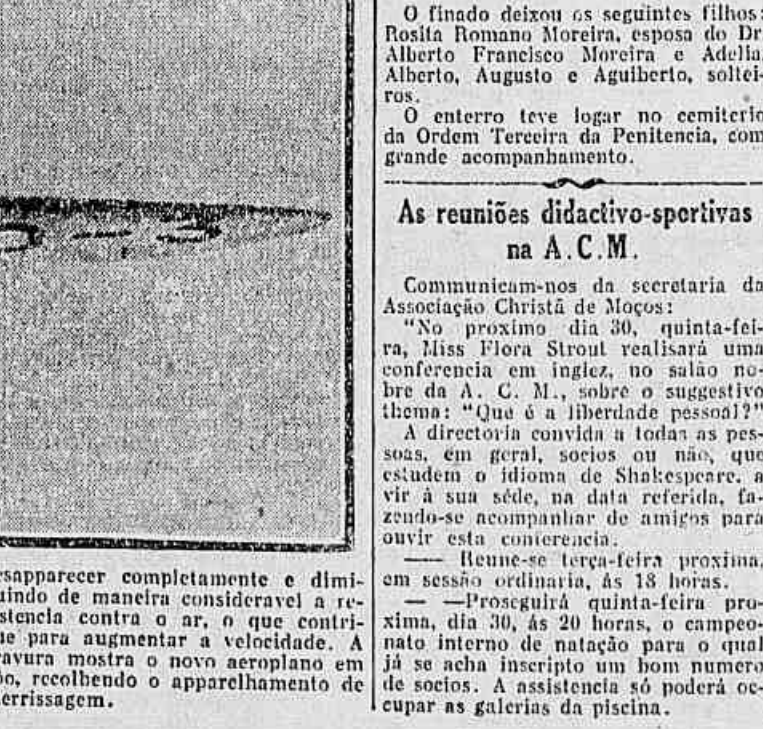 O finado deixou os seguintes filhos:
Rosita Romano Moreira, esposa do Dr
Alberto Francisco Moreira e Adelia,
Alberto, Augusto e Aguiberto, soltei-
ros.
O enterro teve logar no cemiterio
da Ordem Terceira da Penitencia, com
grande acompanhamento.
As reuniões didactivo-sportivas
na A.C.M.
Communicam-nos da secretaria da
Associação Christã de Moços:
"No proximo dia 30, quinta-fei-
ra, Miss Flora Strout realisará uma
conferencia em inglez, no salão no-
bre da A. C. M., sobre o suggestivo
thema: "Que é a liberdade pessoal?"
A directoria convida a todas as pes-
soas, em geral, socios ou não, que
estudem o idioma de Shakespeare, a
vir á sua séde, na data referida, fa-
zendo-se acompanhar de amigos para
ouvir esta conferencia.
—— Reune-se terça-feira proxima,
em sessão ordinaria, ás 18 horas.
— —Proseguirá quinta-feira pro-
xima, dia 30, ás 20 horas, o campeo-
nato interno de natação para o qual
já se acha inscripto um bom numero
de socios. A assistencia só poderá oc-
cupar as galerias da piscina.
sapparecer completamente e dimi-
uindo de maneira consideravel a re-
stencia contra o ar, o que contri-
ue para augmentar a velocidade. A
ravura mostra o novo aeroplano em
ôo, recolhendo o apparelhamento de
errissagem.